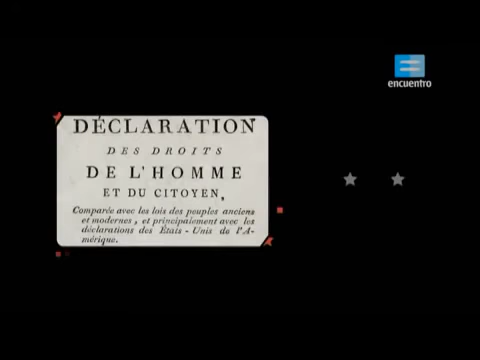 encuentro
DÉCLARATION
DES DROITS
DE L'HOMME
ET DU CITOYEN,
Comparée avec les lois des peuples anciens
et modernes, et principalement avec les
déclarations des États-Unis de l'A-
mérique.